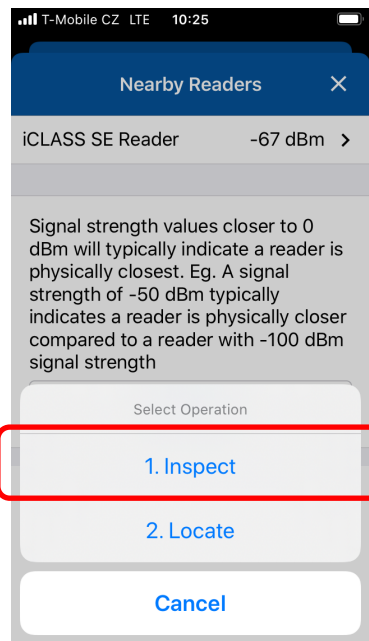 T-Mobile CZ LTE 10:25
Nearby Readers
iCLASS SE Reader -67 dBm
Signal strength values closer to 0
dBm will typically indicate a reader is
physically closest. Eg. A signal
strength of -50 dBm typically
indicates a reader is physically closer
compared to a reader with -100 dBm
signal strength
Select Operation
1. Inspect
2. Locate
Cancel